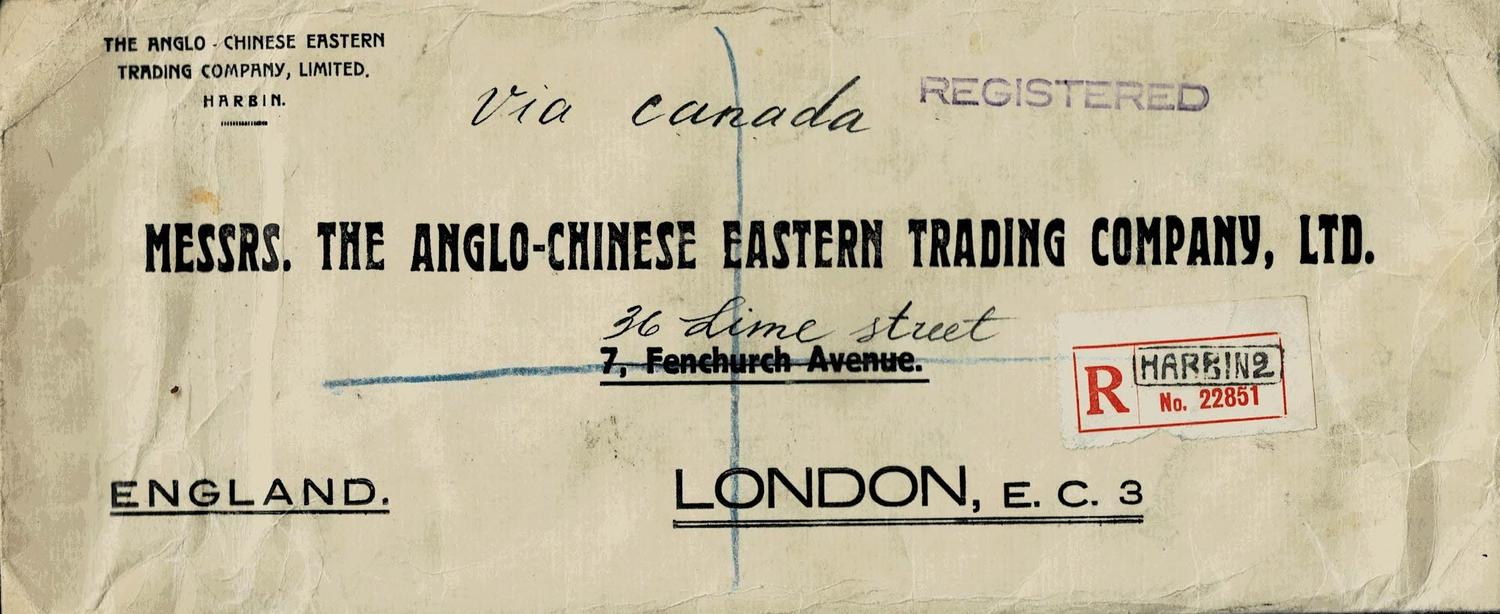 THE ANGLO-CHINESE EASTERN
TRADING COMPANY, LIMITED.
HARBIN.
Via canada
REGISTERED
MESSRS. THE ANGLO-CHINESE EASTERN TRADING COMPANY, LTD.
36 Lime street
7, Fenchurch Avenue.
R HARBIN2
No. 22851
ENGLAND.
LONDON, E. C. 3